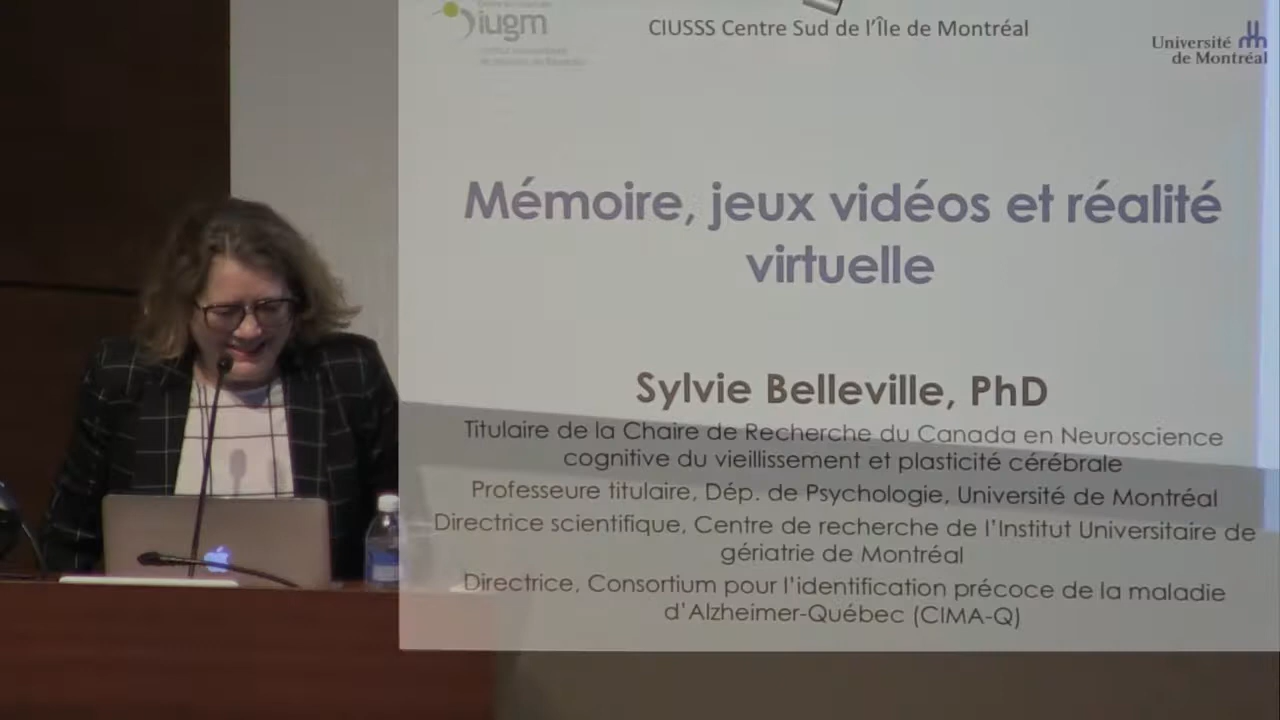 iugm
CIUSSS Centre Sud de l'Île de Montréal
Université
de Montréal
Mémoire, jeux vidéos et réalité
virtuelle
Sylvie Belleville, PhD
Titulaire de la Chaire de Recherche du Canada en Neuroscience
cognitive du vieillissement et plasticité cérébrale
Professeure titulaire, Dép. de Psychologie, Université de Montréal
Directrice scientifique, Centre de recherche de l'Institut Universitaire de
gériatrie de Montréal
Directrice, Consortium pour l'identification précoce de la maladie
d'Alzheimer-Québec (CIMA-Q)